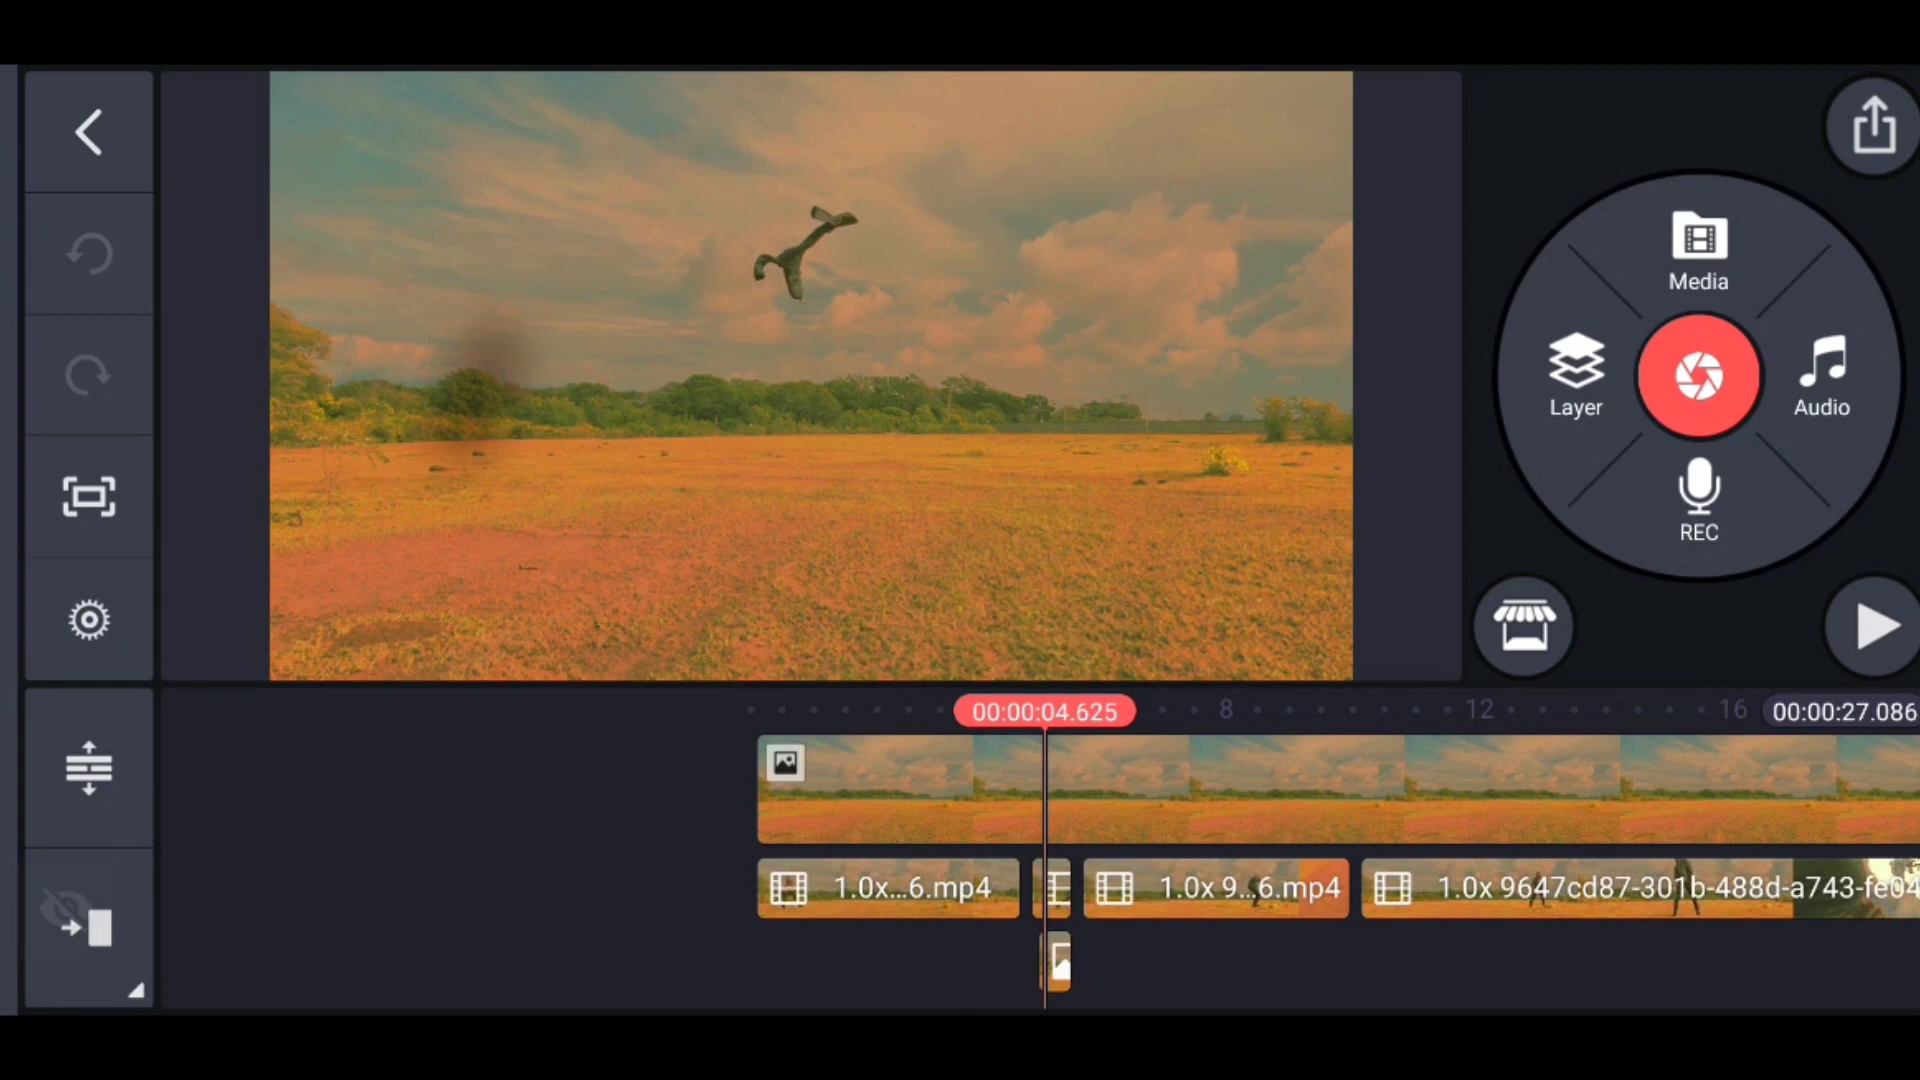 Media
Layer
Audio
REC
00:00:04.625
8
12
16
00:00:27.086
1.0x...6.mp4
1.0x 9...6.mp4
1.0x 9647cd87-301b-488d-a743-fe04